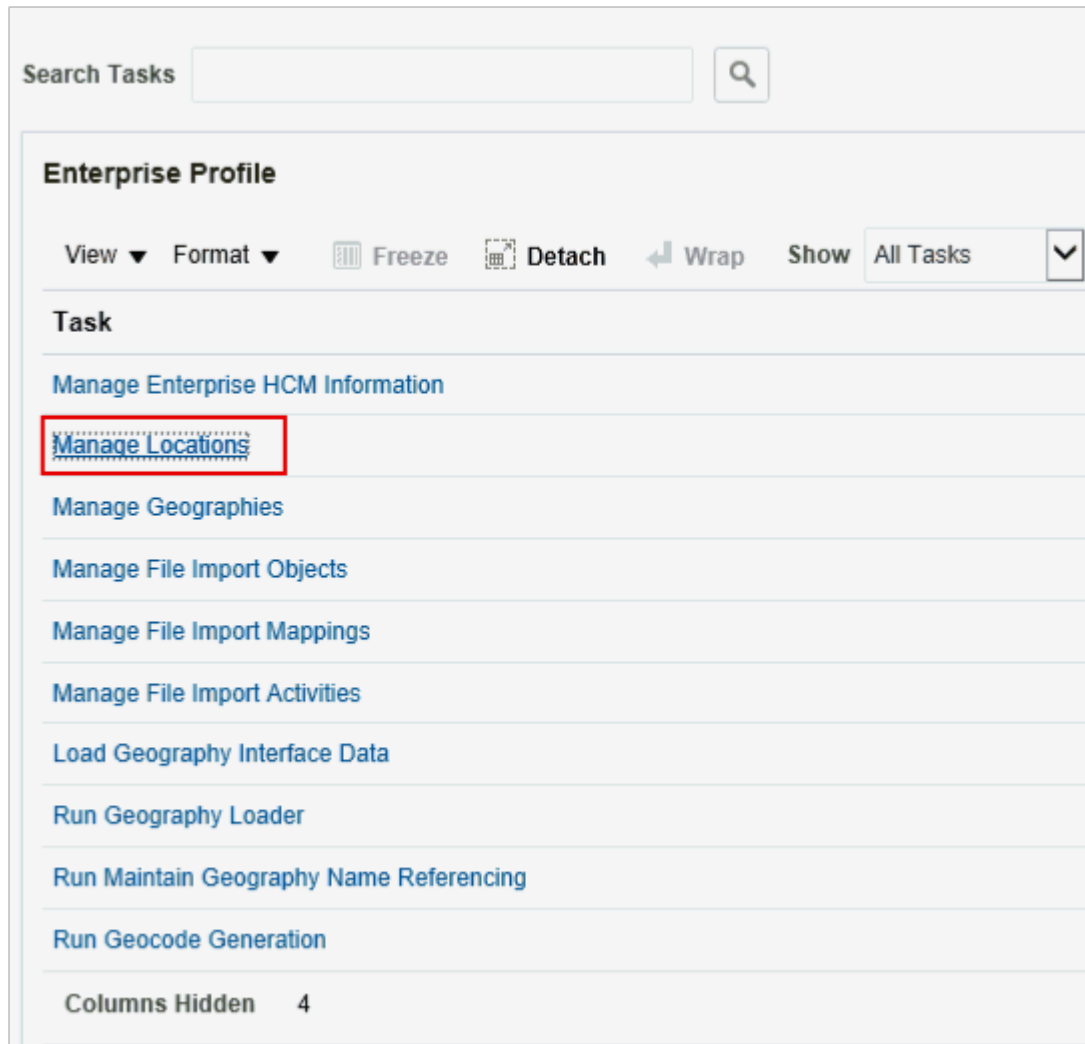 Search Tasks
Enterprise Profile
View Format Freeze Detach Wrap Show All Tasks
Task
Manage Enterprise HCM Information
Manage Locations
Manage Geographies
Manage File Import Objects
Manage File Import Mappings
Manage File Import Activities
Load Geography Interface Data
Run Geography Loader
Run Maintain Geography Name Referencing
Run Geocode Generation
Columns Hidden 4